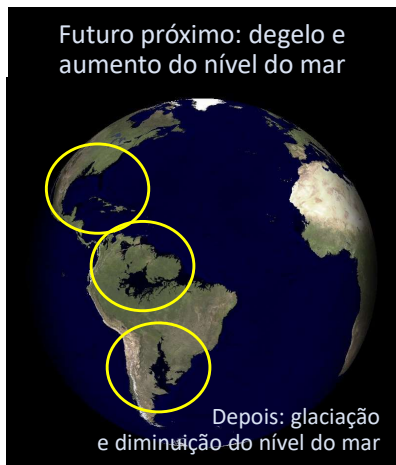 Futuro próximo: degelo e
aumento do nível do mar
Depois: glaciação
e diminuição do nível do mar